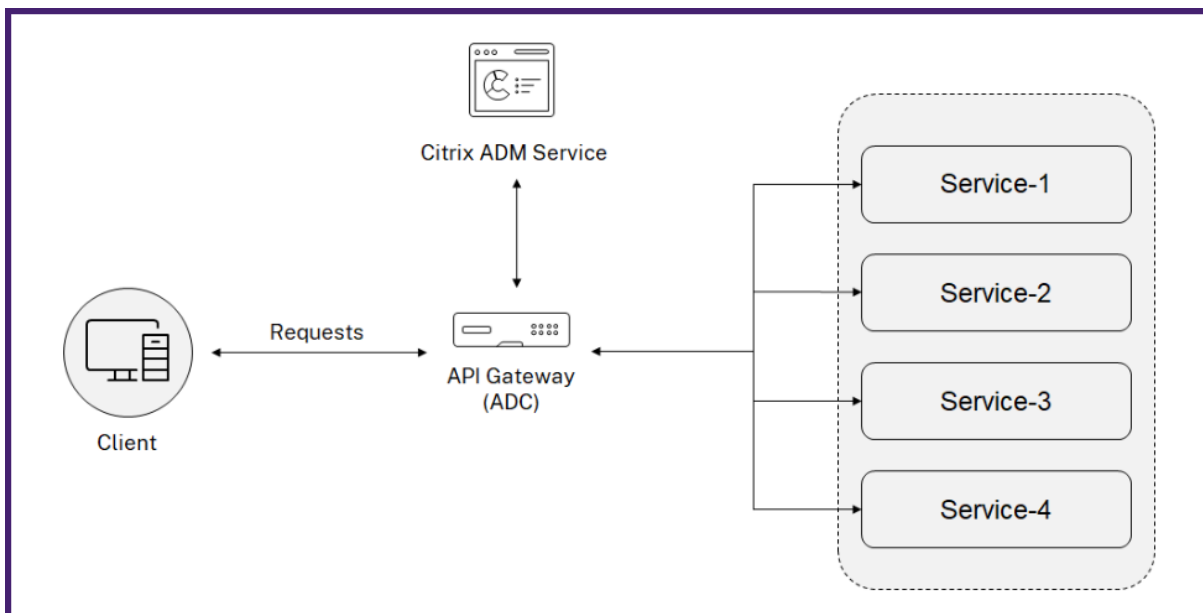 Citrix ADM Service
Service-1
Service-2
Requests
API Gateway
(ADC)
Client
Service-3
Service-4